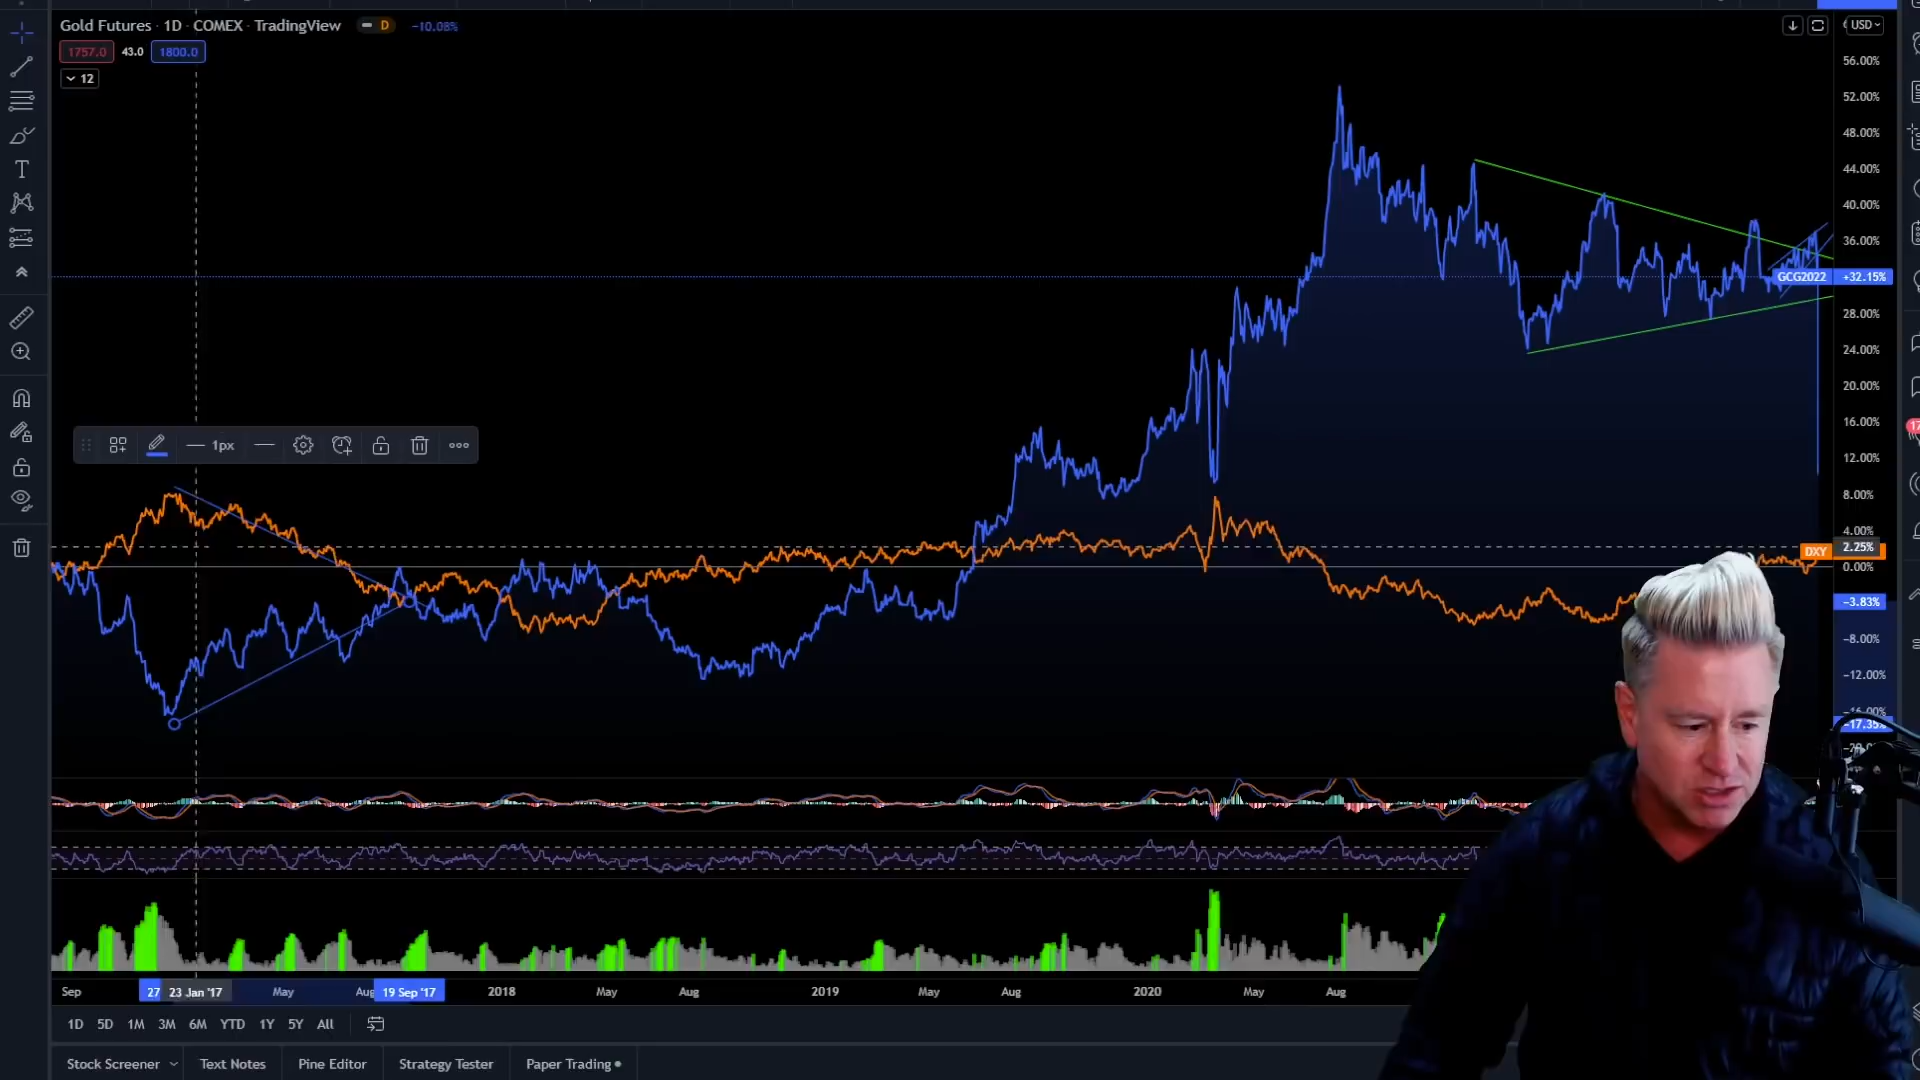 Gold Futures · 1D · COMEX · TradingView D −10.08%
1757.0 43.0 1800.0
12
USD
56.00%
52.00%
48.00%
44.00%
40.00%
36.00%
GCG2022 +32.15%
28.00%
24.00%
20.00%
16.00%
12.00%
8.00%
4.00%
DXY 2.25%
0.00%
−3.83%
−8.00%
−12.00%
−16.00%
−17.35%
17
1px
Sep 27 23 Jan '17 May Aug 19 Sep '17 2018 May Aug 2019 May Aug 2020 May Aug
1D 5D 1M 3M 6M YTD 1Y 5Y All
Stock Screener Text Notes Pine Editor Strategy Tester Paper Trading